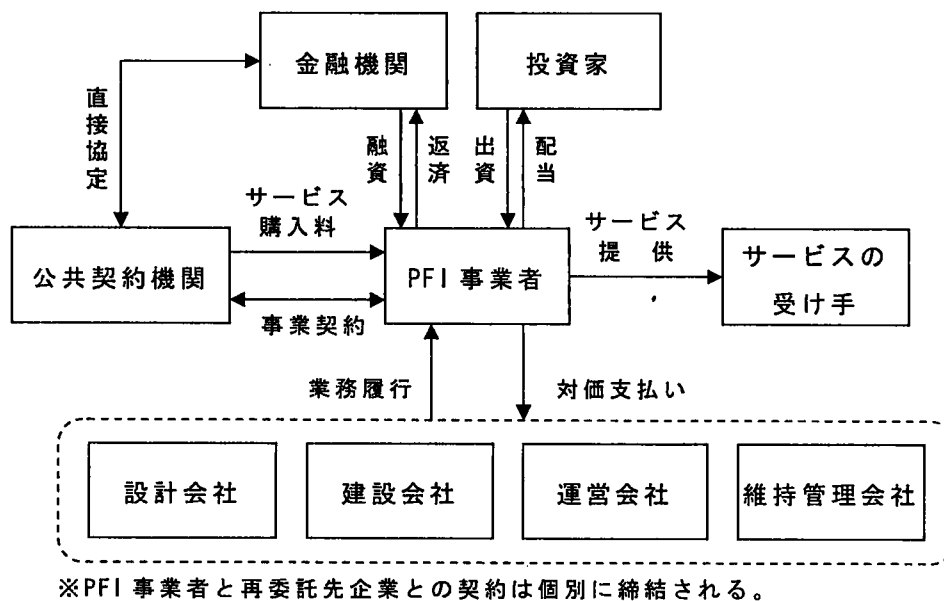 金融機関
投資家
直接協定
融資
返済
出資
配当
サービス
購入料
サービス
提供
公共契約機関
PFI事業者
サービスの
受け手
事業契約
業務履行
対価支払い
設計会社
建設会社
運営会社
維持管理会社
※PFI事業者と再委託先企業との契約は個別に締結される。